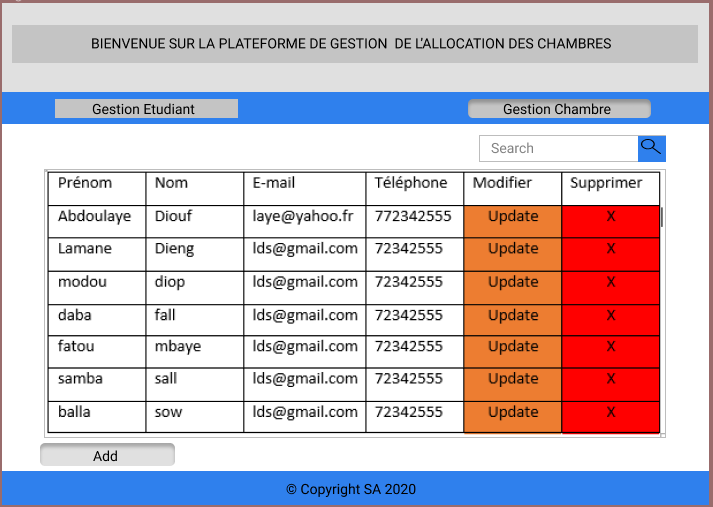 BIENVENUE SUR LA PLATEFORME DE GESTION DE L'ALLOCATION DES CHAMBRES
Gestion Etudiant Gestion Chambre
Search
Prénom Nom E-mail Téléphone Modifier Supprimer
Abdoulaye Diouf laye@yahoo.fr 772342555 Update X
Lamane Dieng lds@gmail.com 72342555 Update X
modou diop lds@gmail.com 72342555 Update X
daba fall lds@gmail.com 72342555 Update X
fatou mbaye lds@gmail.com 72342555 Update X
samba sall lds@gmail.com 72342555 Update X
balla sow lds@gmail.com 72342555 Update X
Add
© Copyright SA 2020